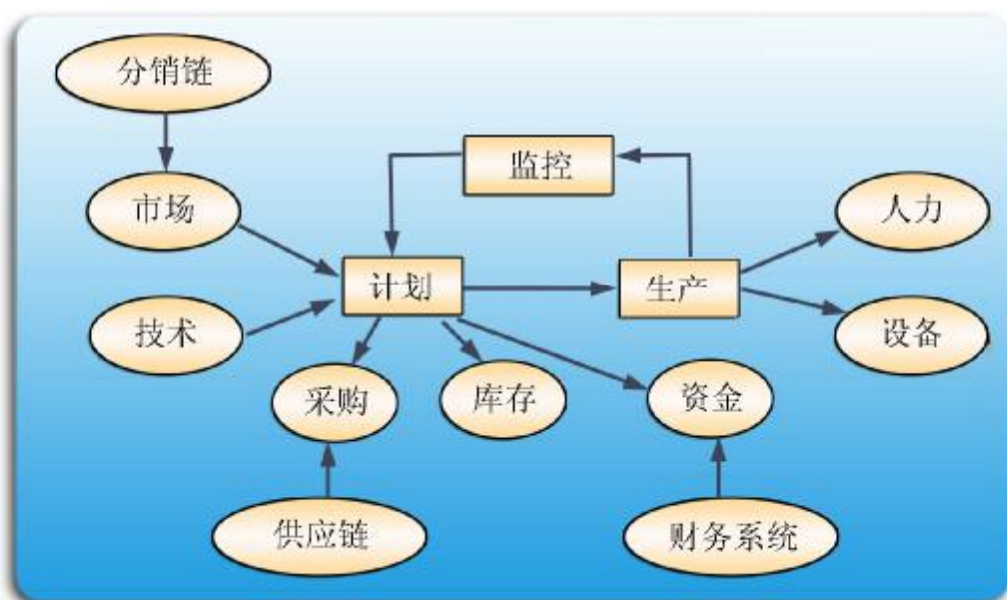 分销链
监控
市场
人力
计划
生产
技术
设备
采购
库存
资金
供应链
财务系统